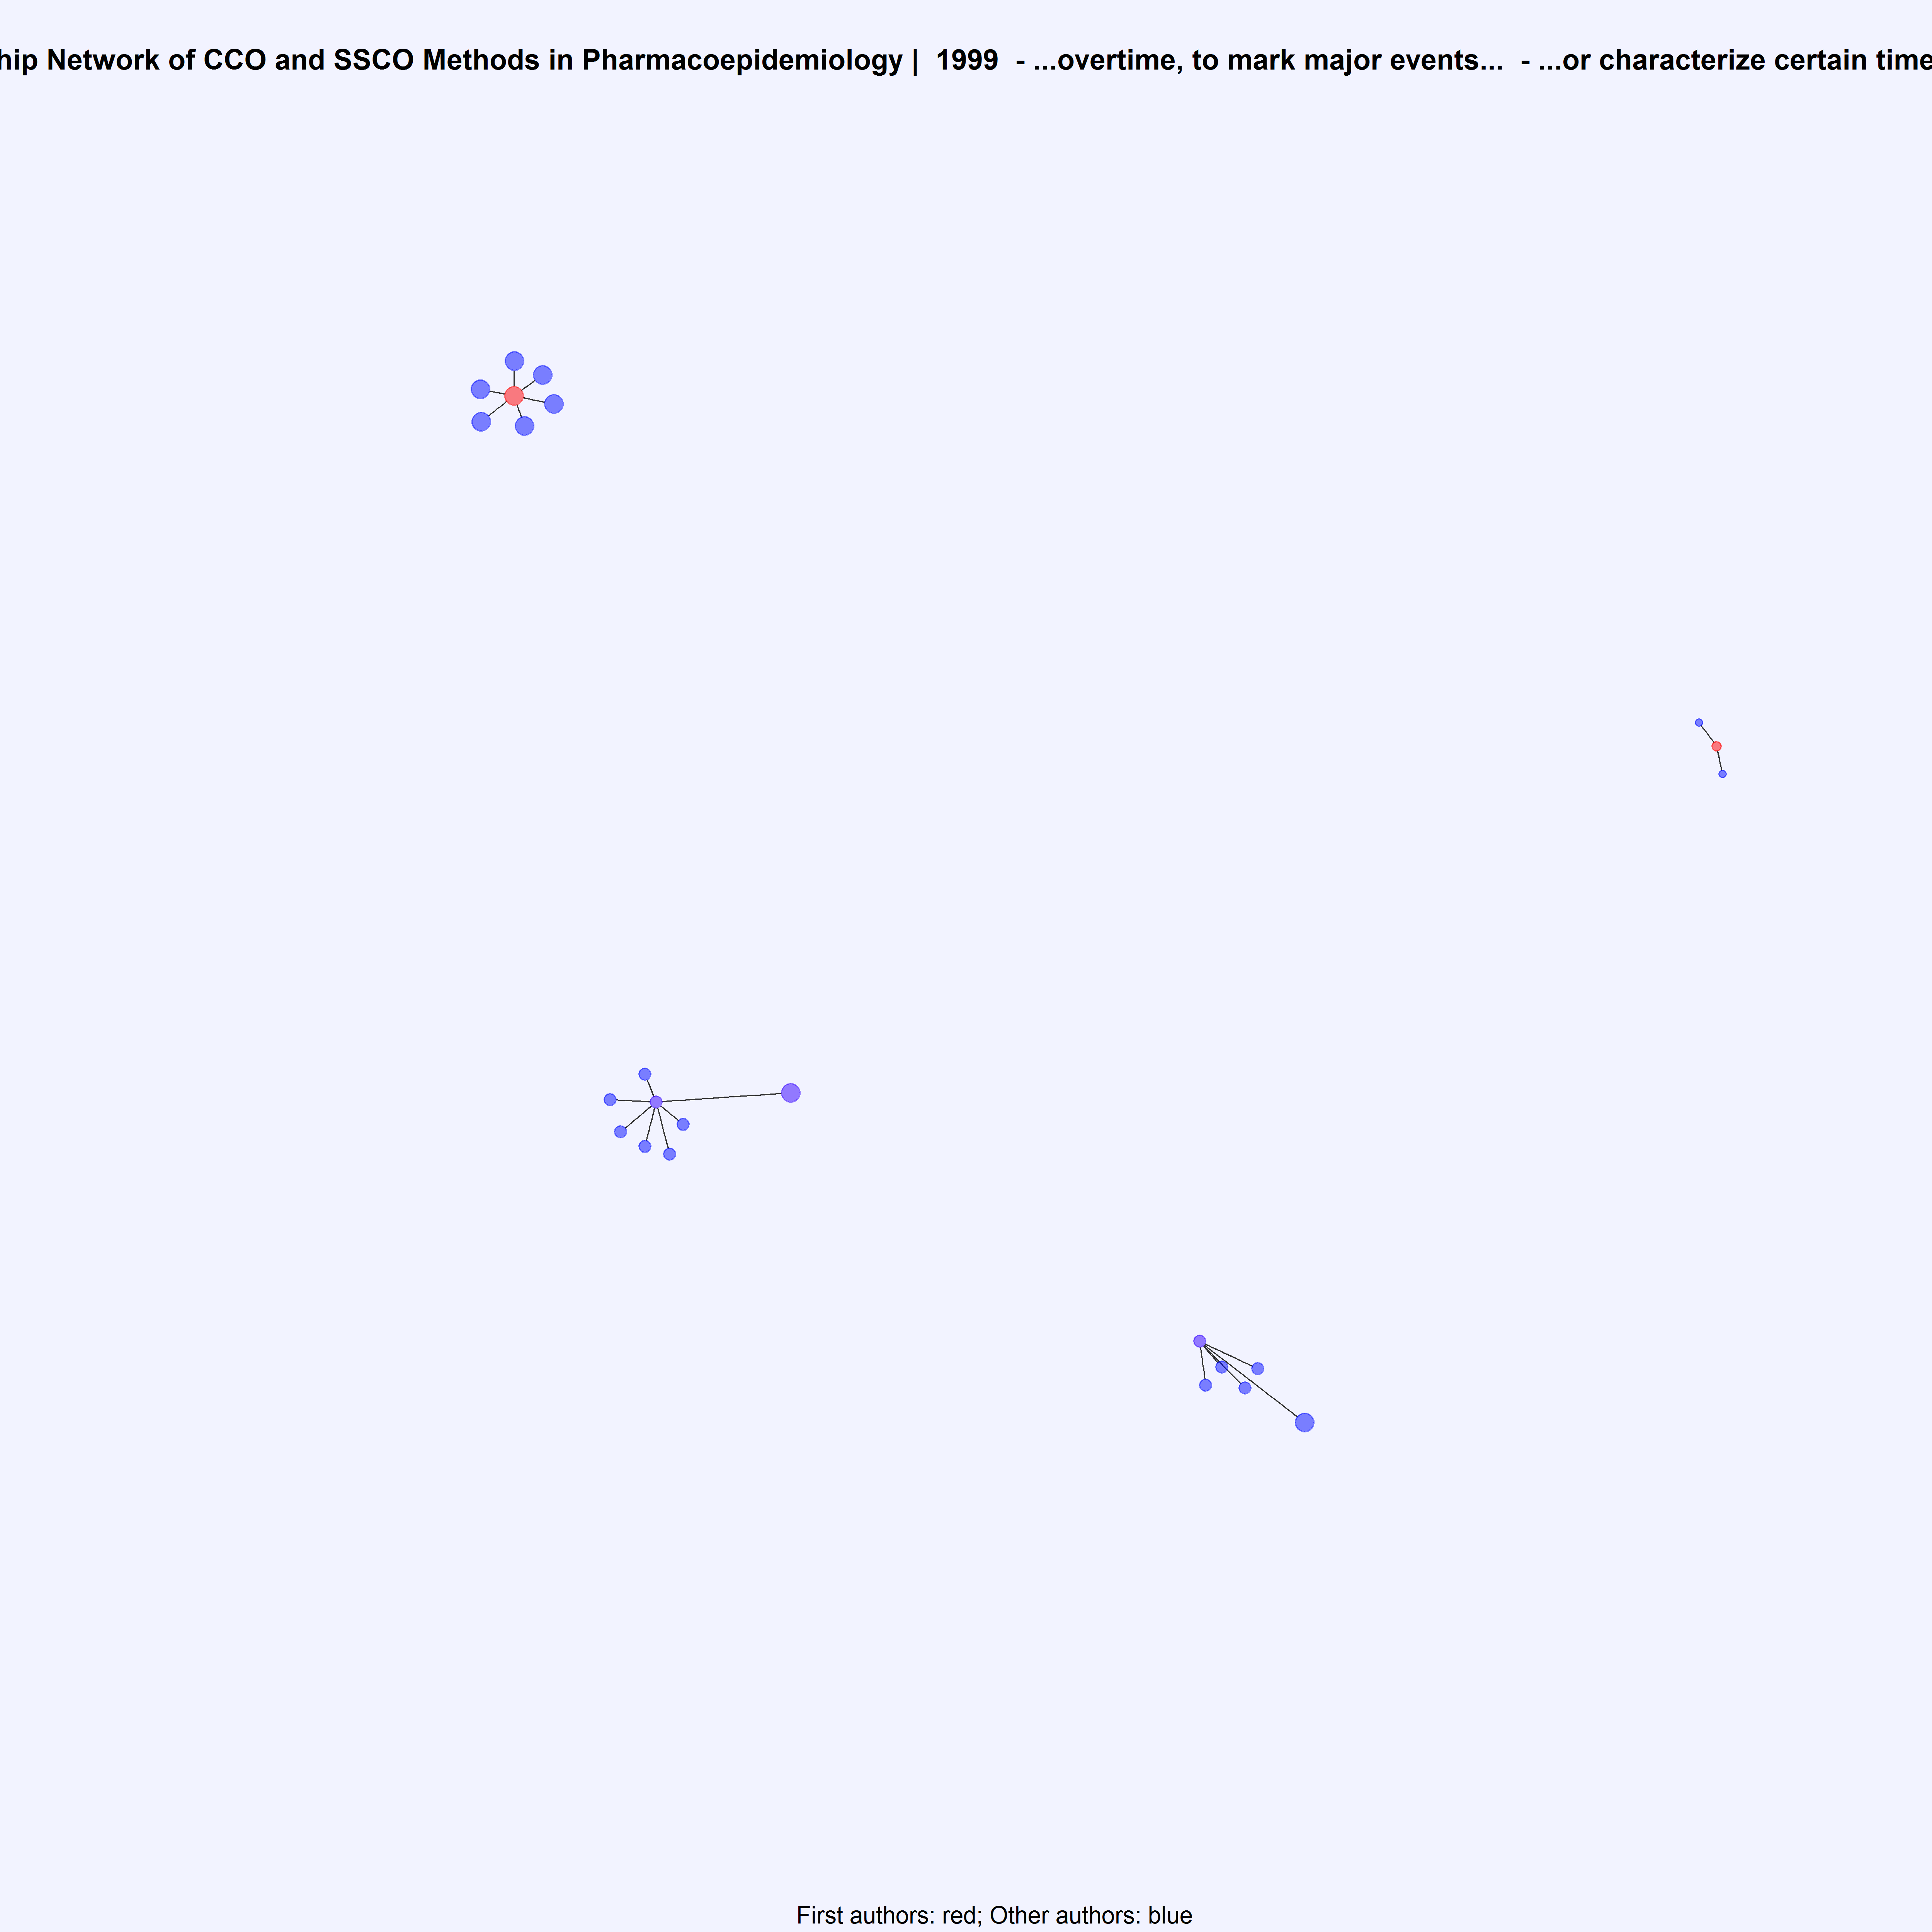 hip Network of CCO and SSCO Methods in Pharmacoepidemiology | 1999 - ...overtime, to mark major events... - ...or characterize certain time
First authors: red; Other authors: blue